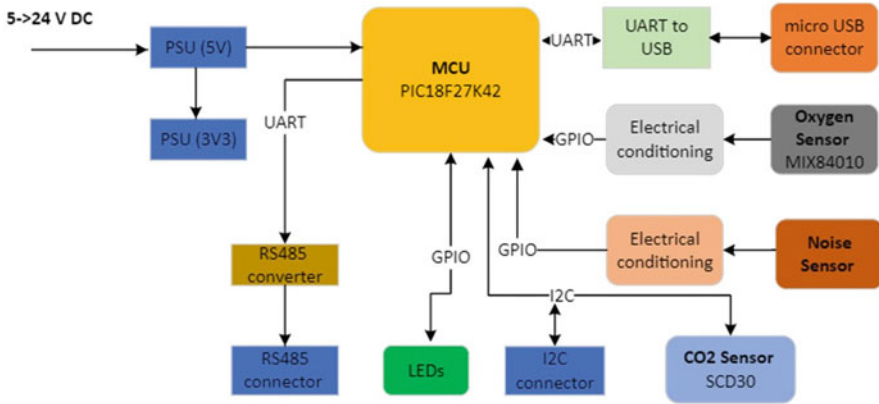 5->24 V DC
PSU (5V)
MCU
PIC18F27K42
UART
UART to
USB
micro USB
connector
PSU (3V3)
UART
GPIO
Electrical
conditioning
Oxygen
Sensor
MIX84010
RS485
converter
GPIO
GPIO
Electrical
conditioning
Noise
Sensor
I2C
RS485
connector
LEDs
I2C
connector
CO2 Sensor
SCD30